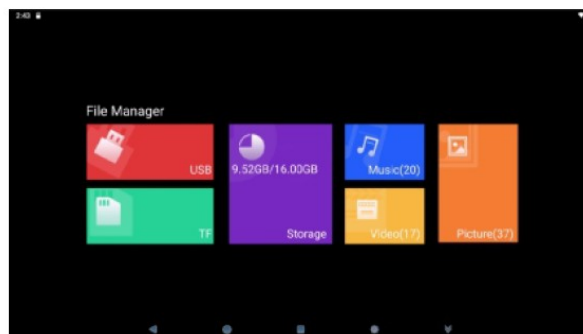 2:43
File Manager
USB
9.52GB/16.00GB
Music(20)
TF
Storage
Video(17)
Picture(37)